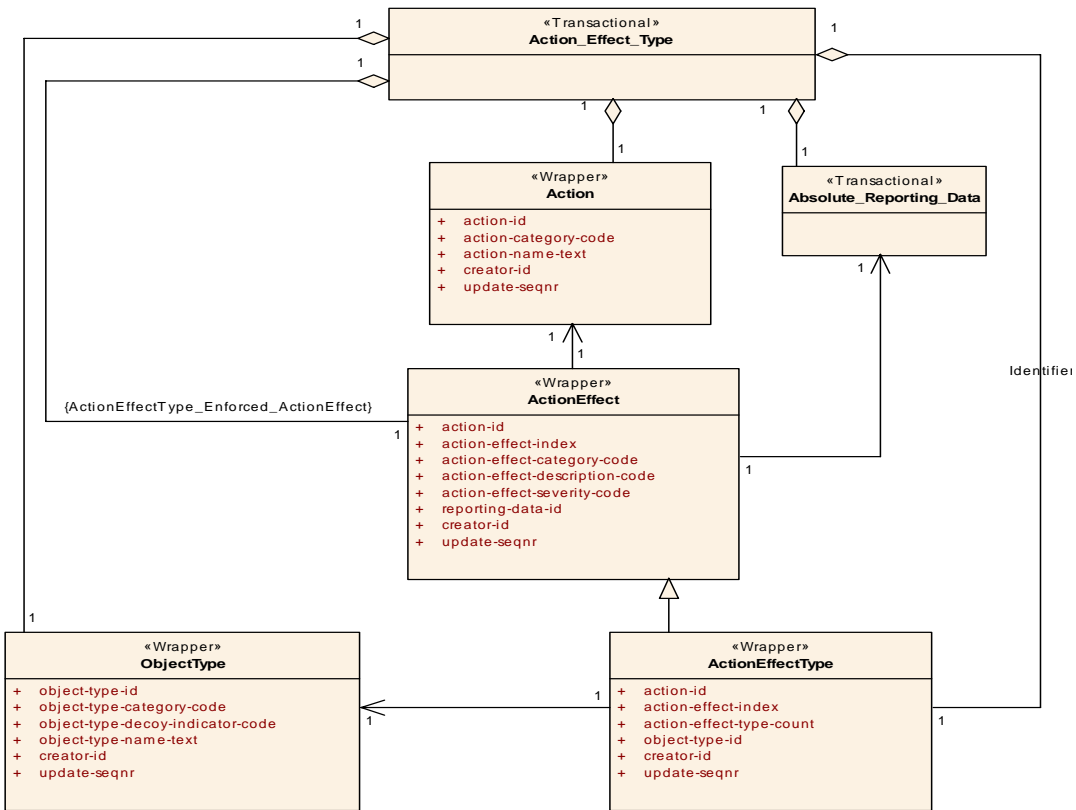 1
«Transactional»
Action_Effect_Type
1
1
1
1
1
1
«Wrapper»
Action
+ action-id
+ action-category-code
+ action-name-text
+ creator-id
+ update-seqnr
«Transactional»
Absolute_Reporting_Data
1
1
1
Identifier
«Wrapper»
ActionEffect
{ActionEffectType_Enforced_ActionEffect}
1
+ action-id
+ action-effect-index
+ action-effect-category-code
+ action-effect-description-code
+ action-effect-severity-code
+ reporting-data-id
+ creator-id
+ update-seqnr
1
1
«Wrapper»
ObjectType
+ object-type-id
+ object-type-category-code
+ object-type-decoy-indicator-code
+ object-type-name-text
+ creator-id
+ update-seqnr
1
1
«Wrapper»
ActionEffectType
+ action-id
+ action-effect-index
+ action-effect-type-count
+ object-type-id
+ creator-id
+ update-seqnr
1